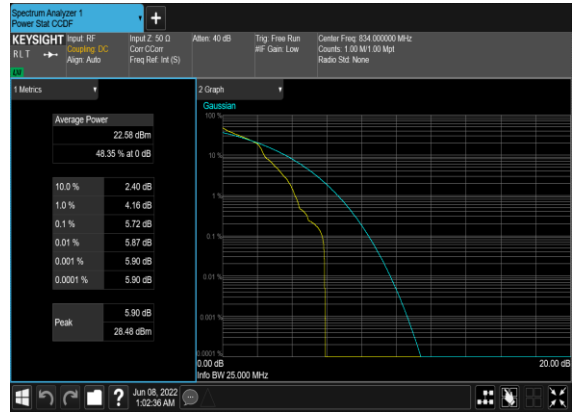 Spectrum Analyzer 1
Power Stat CCDF
+
KEYSIGHT
RLT
Input: RF
Coupling: DC
Align: Auto
Input Z: 50 Ω
Corr CCorr
Freq Ref: Int (S)
Atten: 40 dB
Trig: Free Run
#IF Gain: Low
Center Freq: 834.000000 MHz
Counts: 1.00 M/1.00 Mpt
Radio Std: None
1 Metrics
Average Power
22.58 dBm
48.35 % at 0 dB
10.0 % 2.40 dB
1.0 % 4.16 dB
0.1 % 5.72 dB
0.01 % 5.87 dB
0.001 % 5.90 dB
0.0001 % 5.90 dB
Peak
5.90 dB
28.48 dBm
2 Graph
Gaussian
100 %
10 %
1 %
0.1 %
0.01 %
0.001 %
0.0001 %
0.00 dB 20.00 dB
Info BW 25.000 MHz
?
Jun 08, 2022
1:02:36 AM